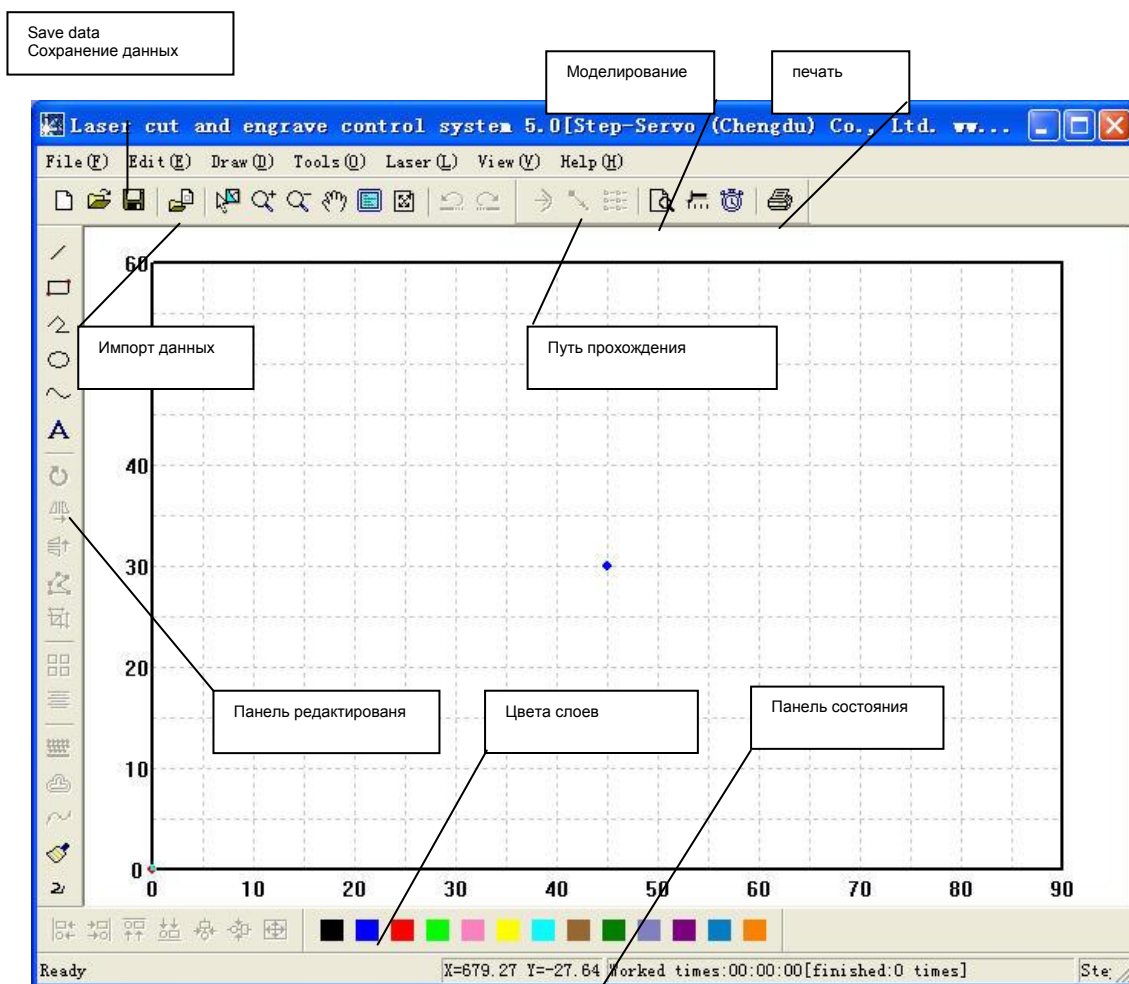 Save data
Сохранение данных
Моделирование
печать
Laser cut and engrave control system 5.0[Step-Servo (Chengdu) Co., Ltd. ww...
File(F) Edit(E) Draw(D) Tools(O) Laser(L) View(V) Help(H)
60
Импорт данных
Путь прохождения
A
40
30
20
Панель редактированя
Цвета слоев
Панель состояния
10
0
0 10 20 30 40 50 60 70 80 90
Ready X=679.27 Y=-27.64 Worked times:00:00:00[finished:0 times] Ste